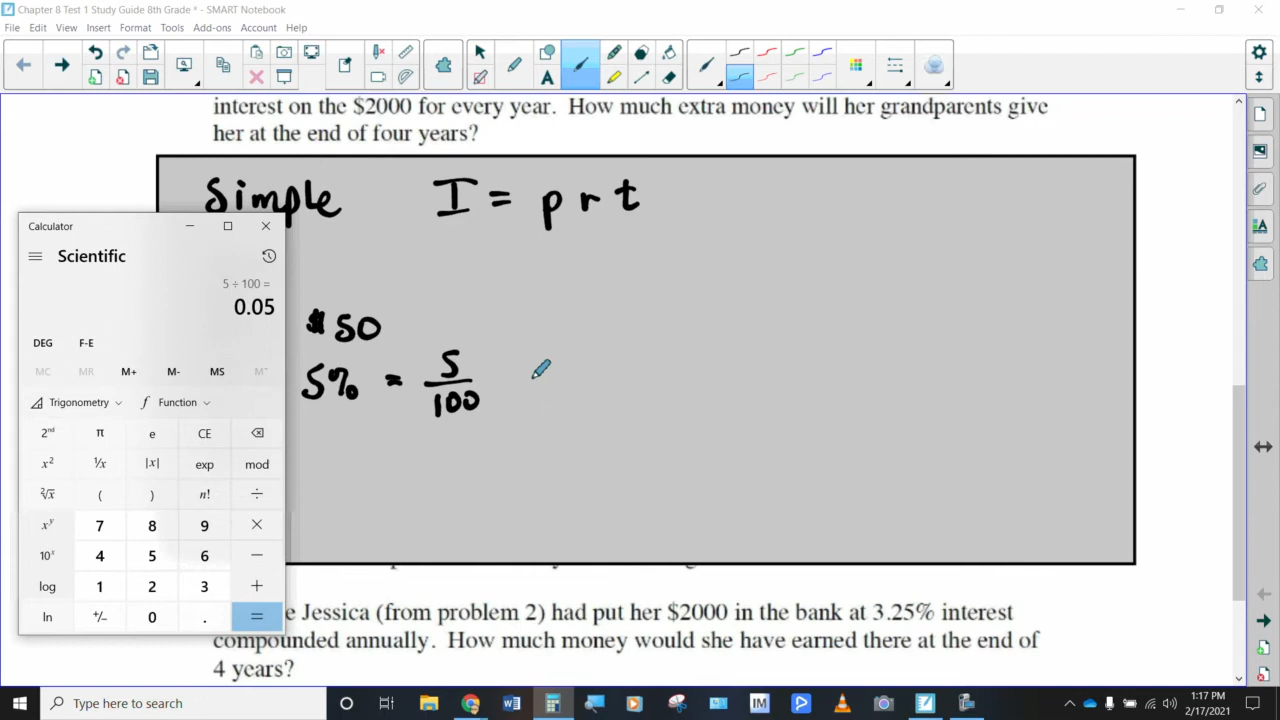 Chapter 8 Test 1 Study Guide 8th Grade * - SMART Notebook
File Edit View Insert Format Tools Add-ons Account Help
interest on the $2000 for every year. How much extra money will her grandparents give
her at the end of four years?
Simple I = p r t
Calculator
Scientific
5 ÷ 100 =
0.05
$50
DEG F-E
5% = 5/100
MC MR M+ M- MS M˅
Trigonometry f Function
2ⁿᵈ π e CE
x² ¹/x |x| exp mod
²√x ( ) n! ÷
xʸ 7 8 9 ×
10ˣ 4 5 6 −
log 1 2 3 +
ln +/− 0 . =
e Jessica (from problem 2) had put her $2000 in the bank at 3.25% interest
compounded annually. How much money would she have earned there at the end of
4 years?
Type here to search
IM
1:17 PM
2/17/2021